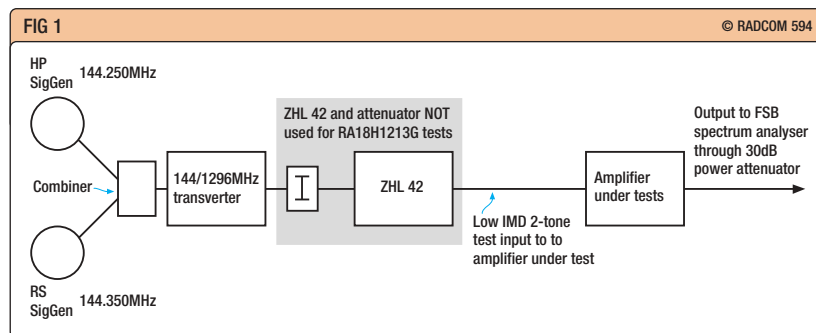 FIG 1
© RADCOM 594
HP
SigGen
144.250MHz
ZHL 42 and attenuator NOT
used for RA18H1213G tests
Output to FSB
spectrum analyser
through 30dB
power attenuator
Combiner
144/1296MHz
transverter
I
ZHL 42
Amplifier
under tests
Low IMD 2-tone
test input to to
amplifier under test
RS
SigGen
144.350MHz